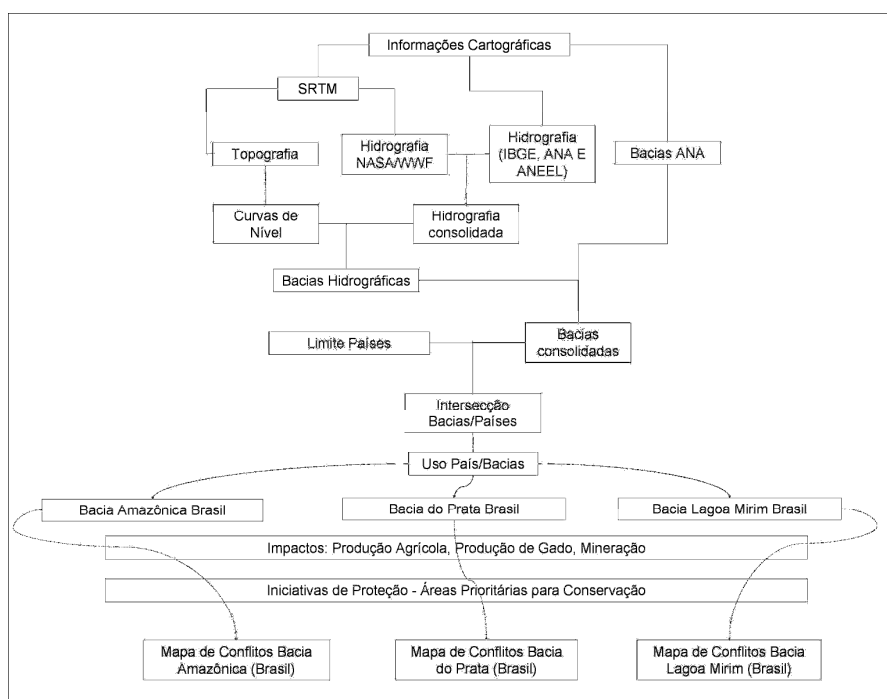 Informações Cartográficas
SRTM
Topografia
Hidrografia
NASA/WWF
Hidrografia
(IBGE, ANA E
ANEEL)
Bacias ANA
Curvas de
Nível
Hidrografia
consolidada
Bacias Hidrográficas
Limite Países
Bacias
consolidadas
Intersecção
Bacias/Países
Uso País/Bacias
Bacia Amazônica Brasil
Bacia do Prata Brasil
Bacia Lagoa Mirim Brasil
Impactos: Produção Agrícola, Produção de Gado, Mineração
Iniciativas de Proteção - Áreas Prioritárias para Conservação
Mapa de Conflitos Bacia
Amazônica (Brasil)
Mapa de Conflitos Bacia
do Prata (Brasil)
Mapa de Conflitos Bacia
Lagoa Mirim (Brasil)